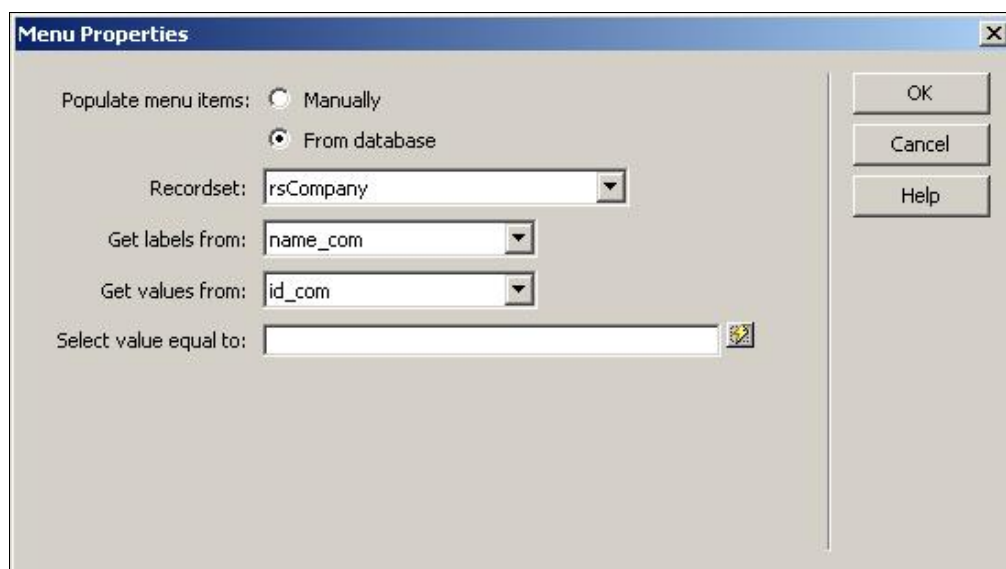 Menu Properties
Populate menu items: Manually
From database
Recordset: rsCompany
Get labels from: name_com
Get values from: id_com
Select value equal to:
OK
Cancel
Help